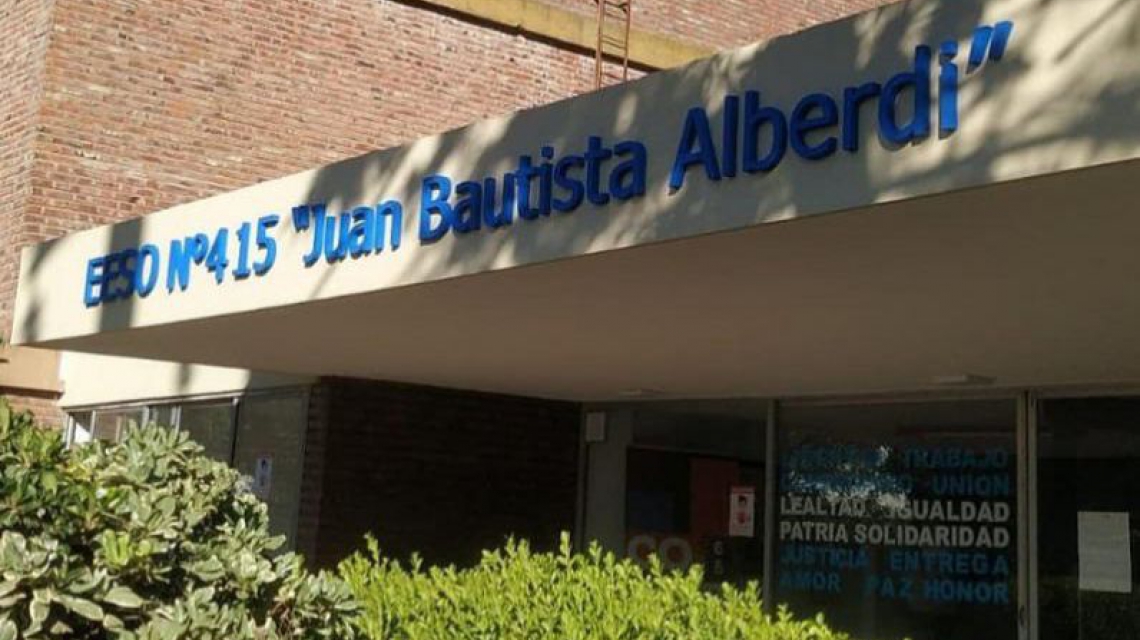 EESO Nº415 "Juan Bautista Alberdi"
TRABAJO
UNION
LEALTAD IGUALDAD
PATRIA SOLIDARIDAD
JUSTICIA ENTREGA
AMOR PAZ HONOR